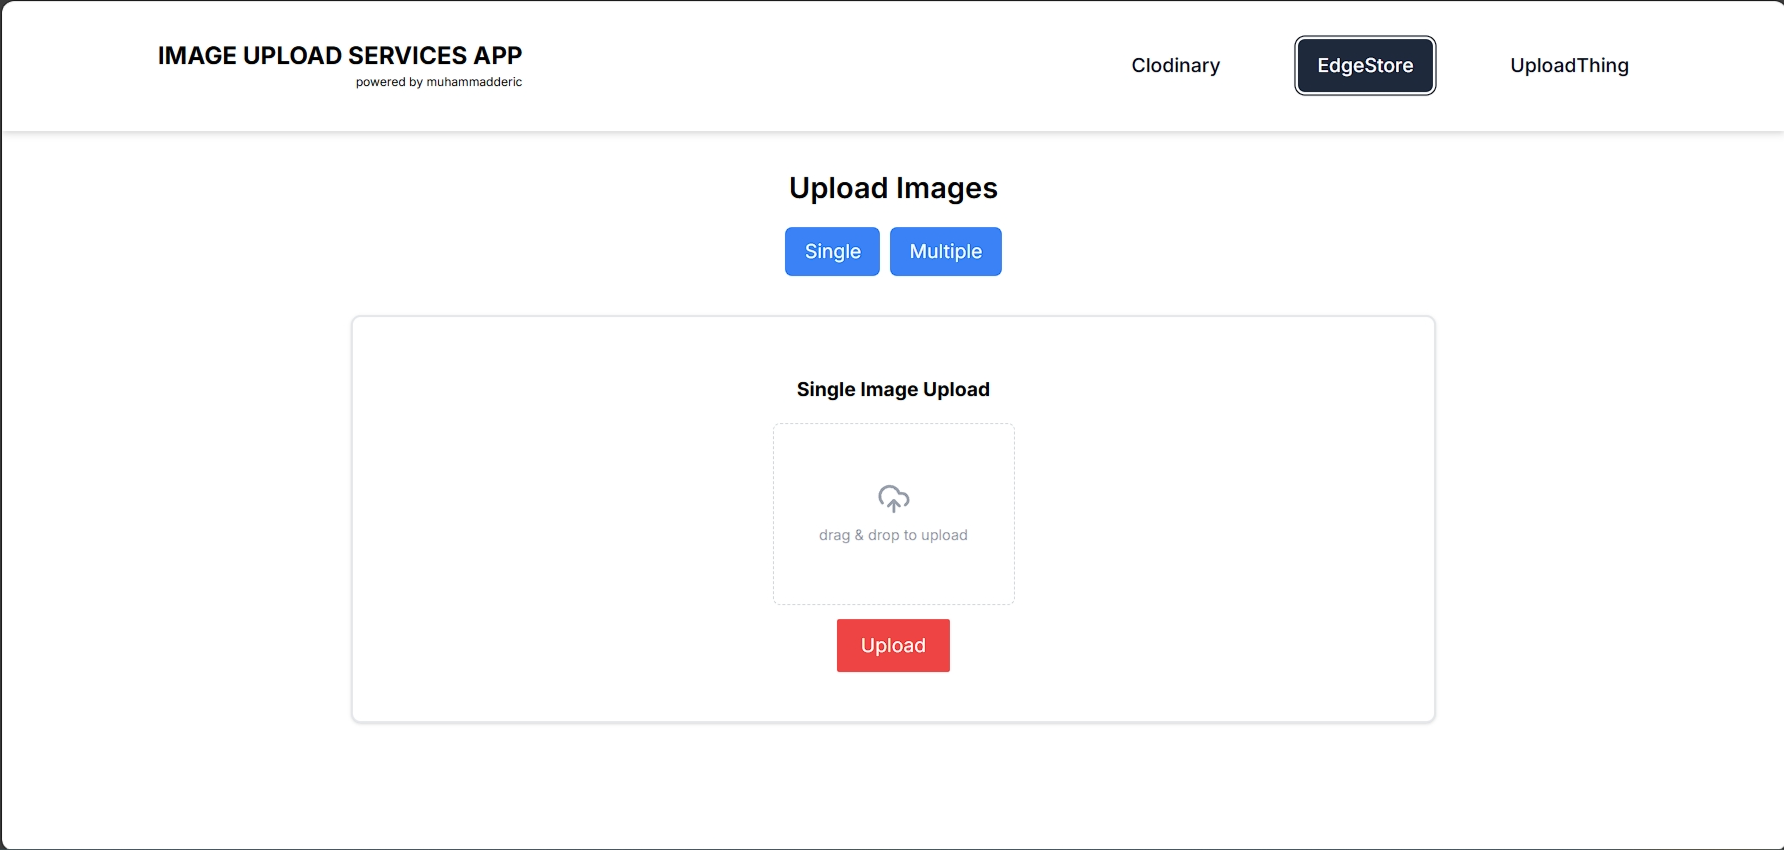 IMAGE UPLOAD SERVICES APP
powered by muhammadderic
Clodinary
EdgeStore
UploadThing
Upload Images
Single
Multiple
Single Image Upload
drag & drop to upload
Upload